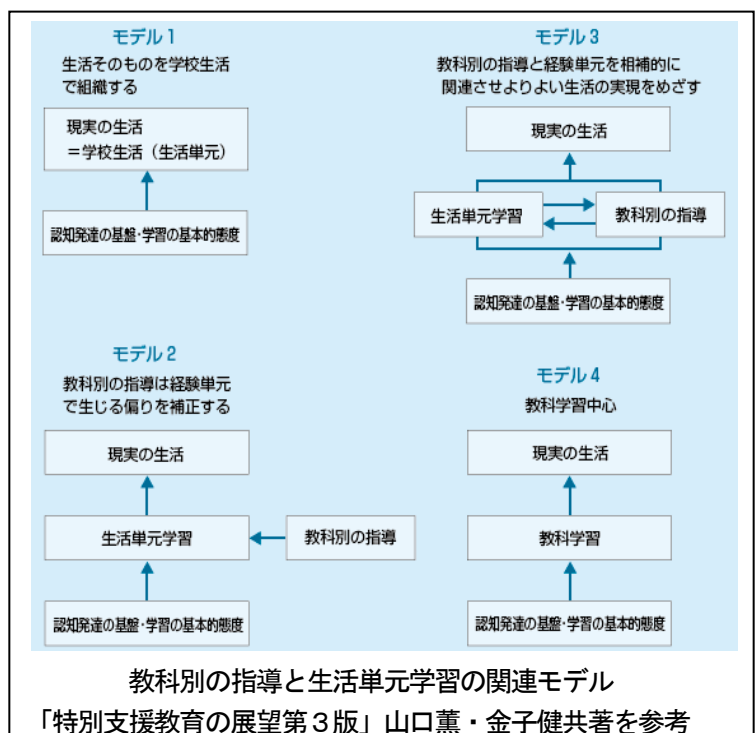 モデル1
生活そのものを学校生活
で組織する
現実の生活
=学校生活(生活単元)
認知発達の基盤・学習の基本的態度
モデル2
教科別の指導は経験単元
で生じる偏りを補正する
現実の生活
生活単元学習
教科別の指導
認知発達の基盤・学習の基本的態度
モデル3
教科別の指導と経験単元を相補的に
関連させよりよい生活の実現をめざす
現実の生活
生活単元学習
教科別の指導
認知発達の基盤・学習の基本的態度
モデル4
教科学習中心
現実の生活
教科学習
認知発達の基盤・学習の基本的態度
教科別の指導と生活単元学習の関連モデル
「特別支援教育の展望第3版」山口薫・金子健共著を参考